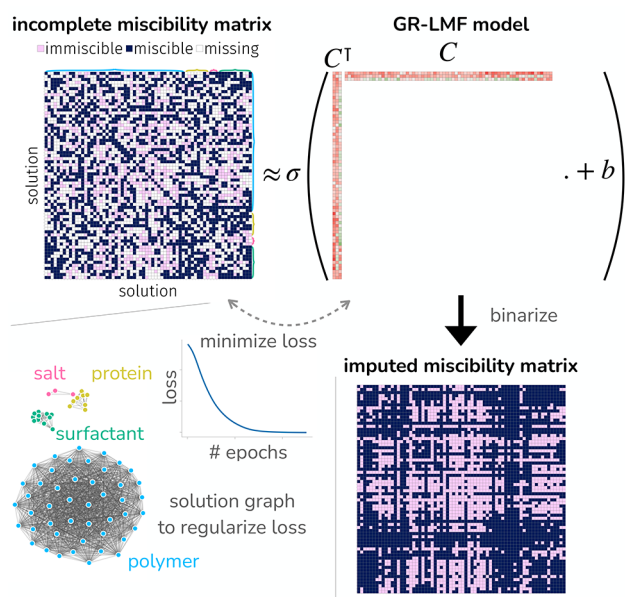 incomplete miscibility matrix
immiscible miscible missing
solution
solution
≈ σ
GR-LMF model
C⊺ C
. + b
binarize
imputed miscibility matrix
minimize loss
loss
# epochs
salt protein
surfactant
polymer
solution graph
to regularize loss